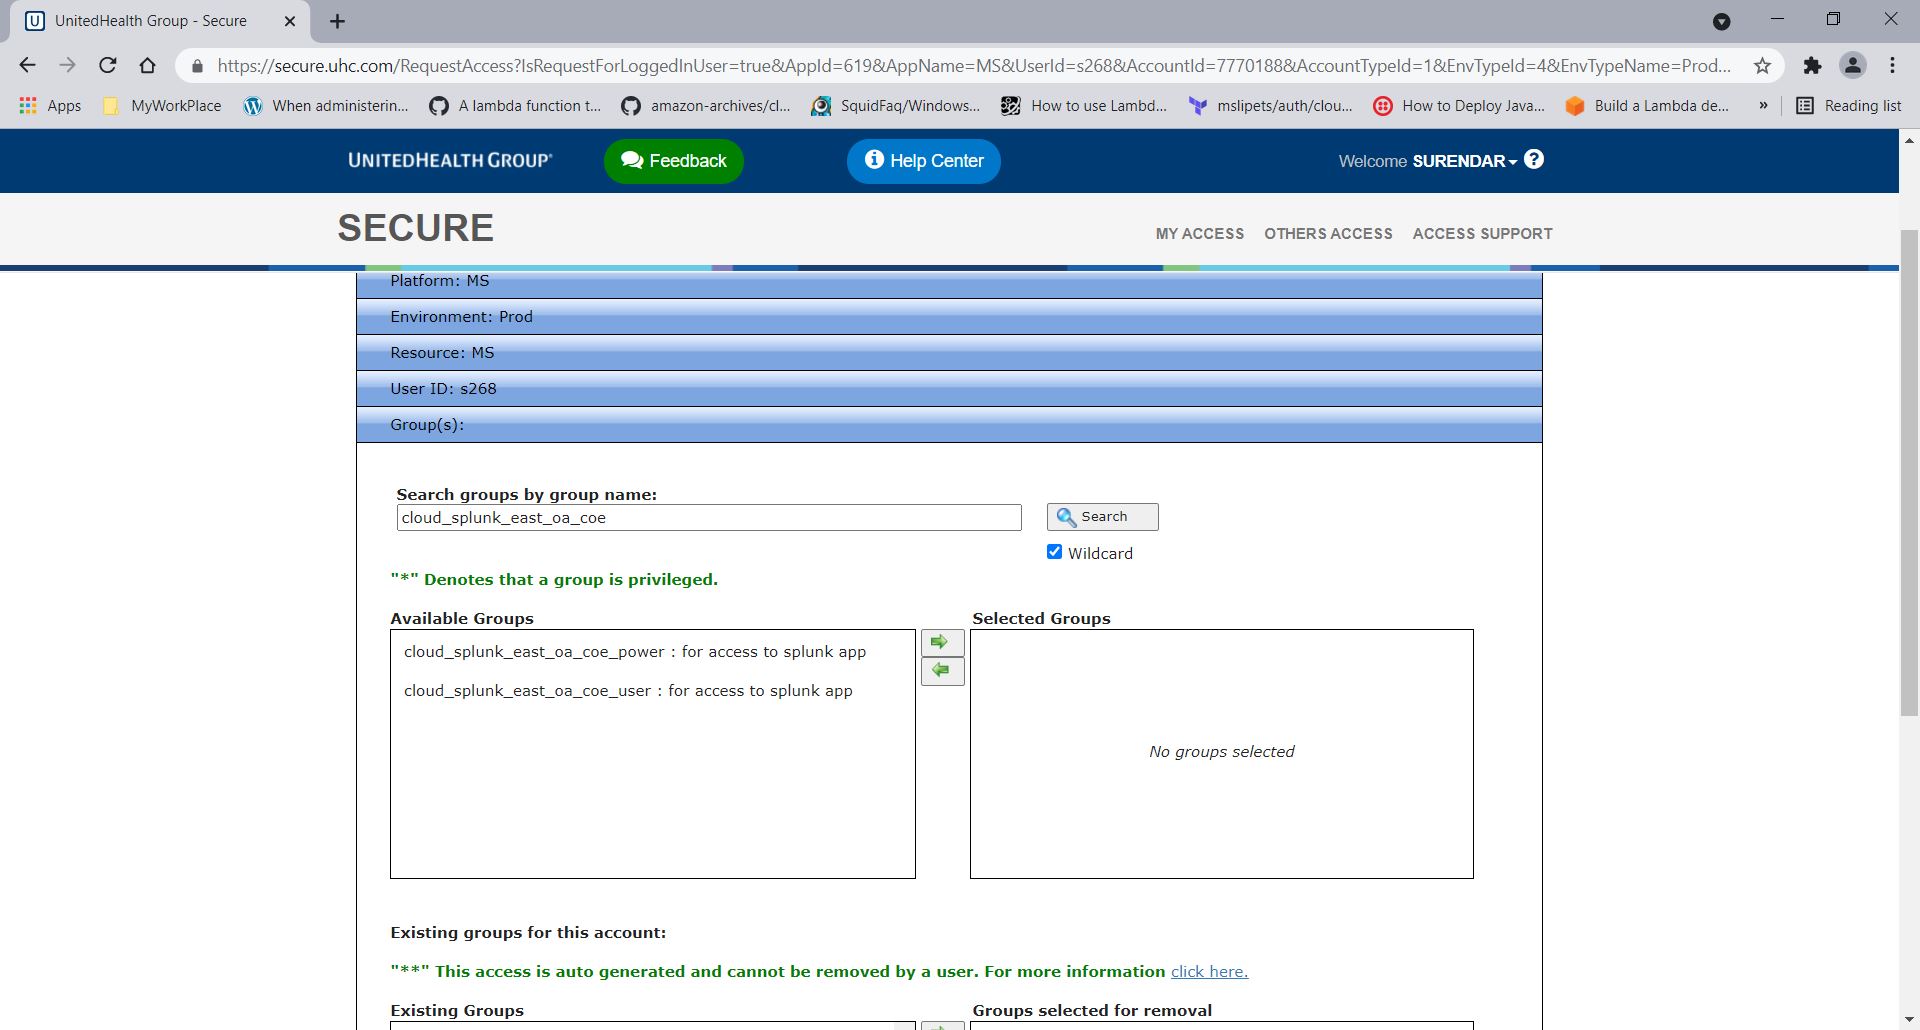 UnitedHealth Group - Secure
https://secure.uhc.com/RequestAccess?IsRequestForLoggedInUser=true&AppId=619&AppName=MS&UserId=s268&AccountId=7770188&AccountTypeId=1&EnvTypeId=4&EnvTypeName=Prod...
Apps MyWorkPlace When administerin... A lambda function t... amazon-archives/cl... SquidFaq/Windows... How to use Lambd... mslipets/auth/clou... How to Deploy Java... Build a Lambda de... » Reading list
UNITEDHEALTH GROUP® Feedback Help Center Welcome SURENDAR
SECURE MY ACCESS OTHERS ACCESS ACCESS SUPPORT
Platform: MS
Environment: Prod
Resource: MS
User ID: s268
Group(s):
Search groups by group name:
cloud_splunk_east_oa_coe Search
Wildcard
"*" Denotes that a group is privileged.
Available Groups Selected Groups
cloud_splunk_east_oa_coe_power : for access to splunk app
cloud_splunk_east_oa_coe_user : for access to splunk app
No groups selected
Existing groups for this account:
"**" This access is auto generated and cannot be removed by a user. For more information click here.
Existing Groups Groups selected for removal